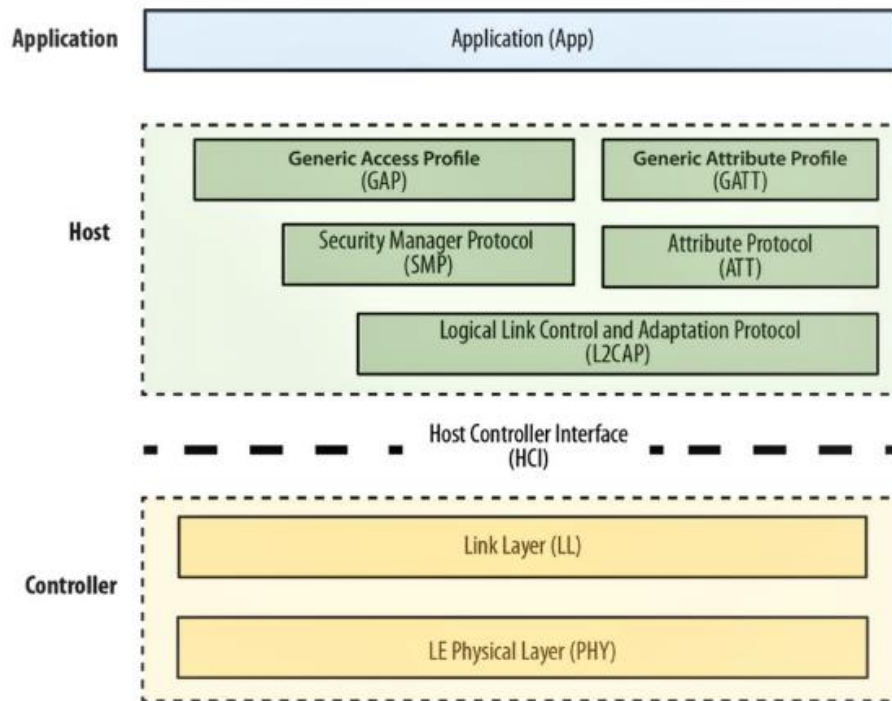 Application
Application (App)
Host
Generic Access Profile
(GAP)
Generic Attribute Profile
(GATT)
Security Manager Protocol
(SMP)
Attribute Protocol
(ATT)
Logical Link Control and Adaptation Protocol
(L2CAP)
Host Controller Interface
(HCI)
Controller
Link Layer (LL)
LE Physical Layer (PHY)